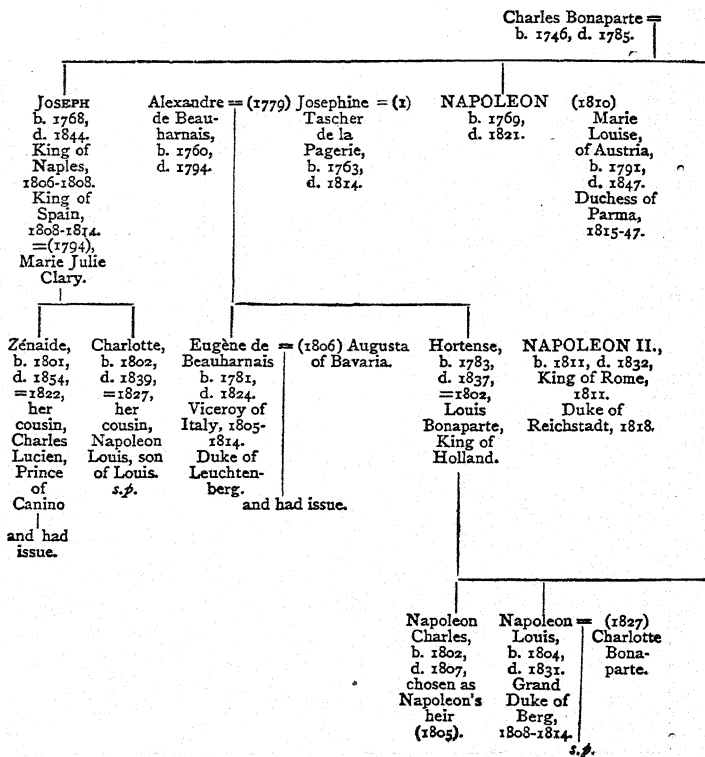 Charles Bonaparte =
b. 1746, d. 1785.
JOSEPH
b. 1768,
d. 1844.
King of
Naples,
1806-1808.
King of
Spain,
1808-1814.
=(1794),
Marie Julie
Clary.
Alexandre = (1779) Josephine = (1)
de Beau-
harnais,
b. 1760,
d. 1794.
Tascher
de la
Pagerie,
b. 1763,
d. 1814.
NAPOLEON
b. 1769,
d. 1821.
(1810)
Marie
Louise,
of Austria,
b. 1791,
d. 1847.
Duchess of
Parma,
1815-47.
Zénaide,
b. 1801,
d. 1854,
=1822,
her
cousin,
Charles
Lucien,
Prince
of
Canino
and had
issue.
Charlotte,
b. 1802,
d. 1839,
=1827,
her
cousin,
Napoleon
Louis, son
of Louis.
s.p.
Eugène de
Beauharnais
b. 1781,
d. 1824.
Viceroy of
Italy, 1805-
1814.
Duke of
Leuchten-
berg.
= (1806) Augusta
of Bavaria.
and had issue.
Hortense,
b. 1783,
d. 1837,
=1802,
Louis
Bonaparte,
King of
Holland.
NAPOLEON II.,
b. 1811, d. 1832,
King of Rome,
1811.
Duke of
Reichstadt, 1818.
Napoleon
Charles,
b. 1802,
d. 1807,
chosen as
Napoleon's
heir
(1805).
Napoleon =
Louis,
b. 1804,
d. 1831.
Grand
Duke of
Berg,
1808-1814.
(1827)
Charlotte
Bona-
parte.
s.p.